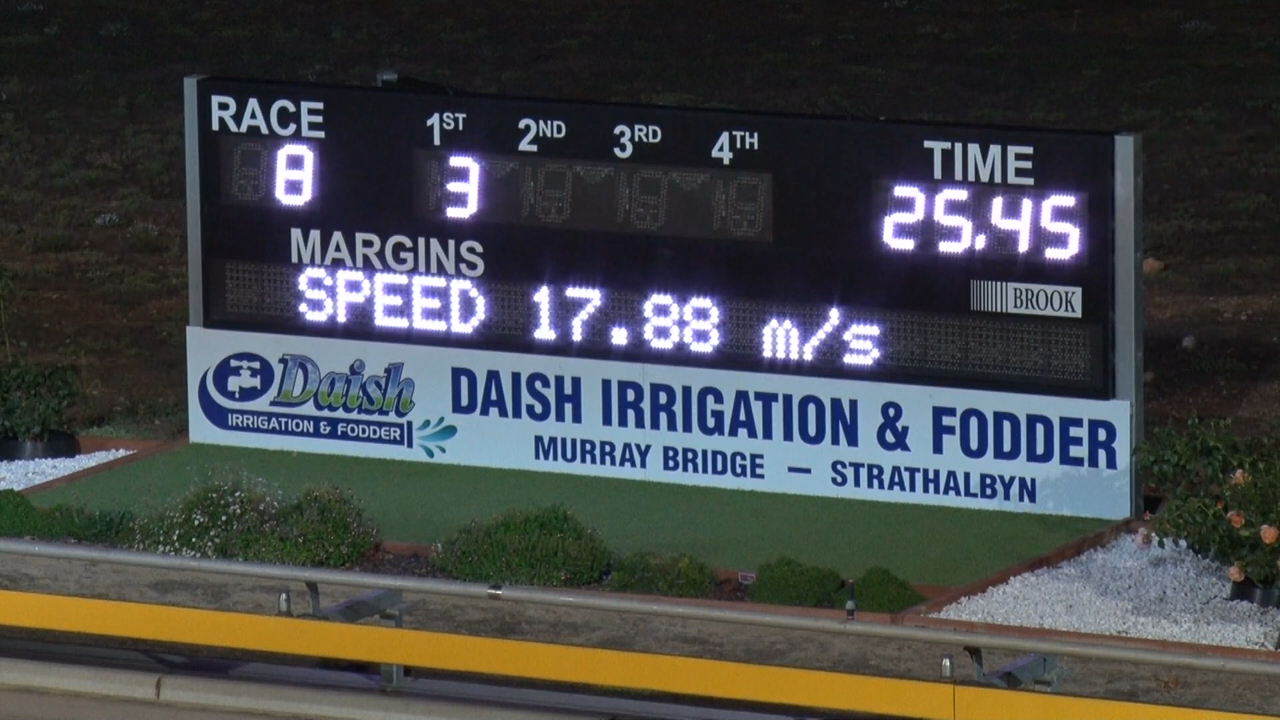 RACE 1ST 2ND 3RD 4TH TIME
8 3 25.45
MARGINS
SPEED 17.88 m/s
BROOK
Daish
IRRIGATION & FODDER
DAISH IRRIGATION & FODDER
MURRAY BRIDGE — STRATHALBYN